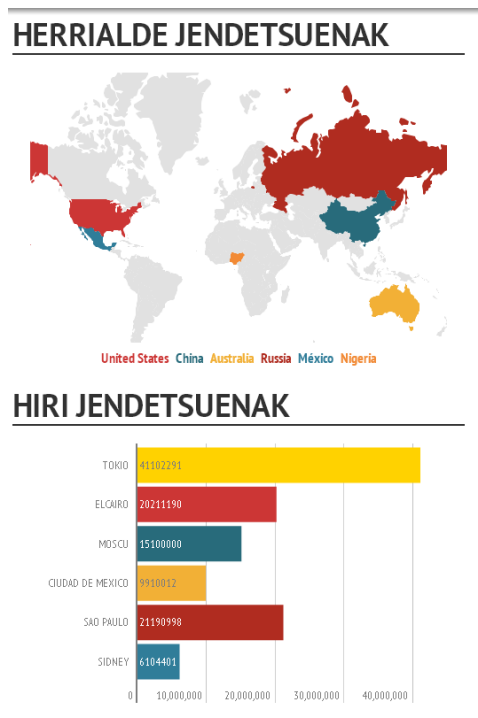 HERRIALDE JENDETSUENAK
United States China Australia Russia México Nigeria
HIRI JENDETSUENAK
TOKIO 41102291
ELCAIRO 20211190
MOSCU 15100000
CIUDAD DE MEXICO 9910012
SAO PAULO 21190998
SIDNEY 6104401
0 10,000,000 20,000,000 30,000,000 40,000,000